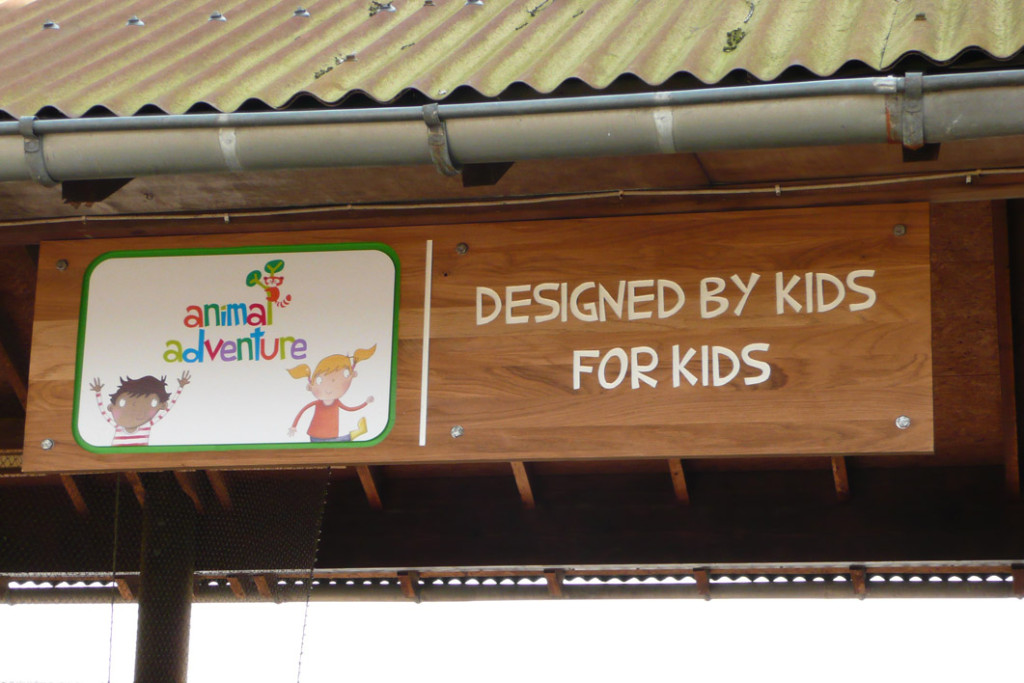 animal
adventure
DESIGNED BY KIDS
FOR KIDS